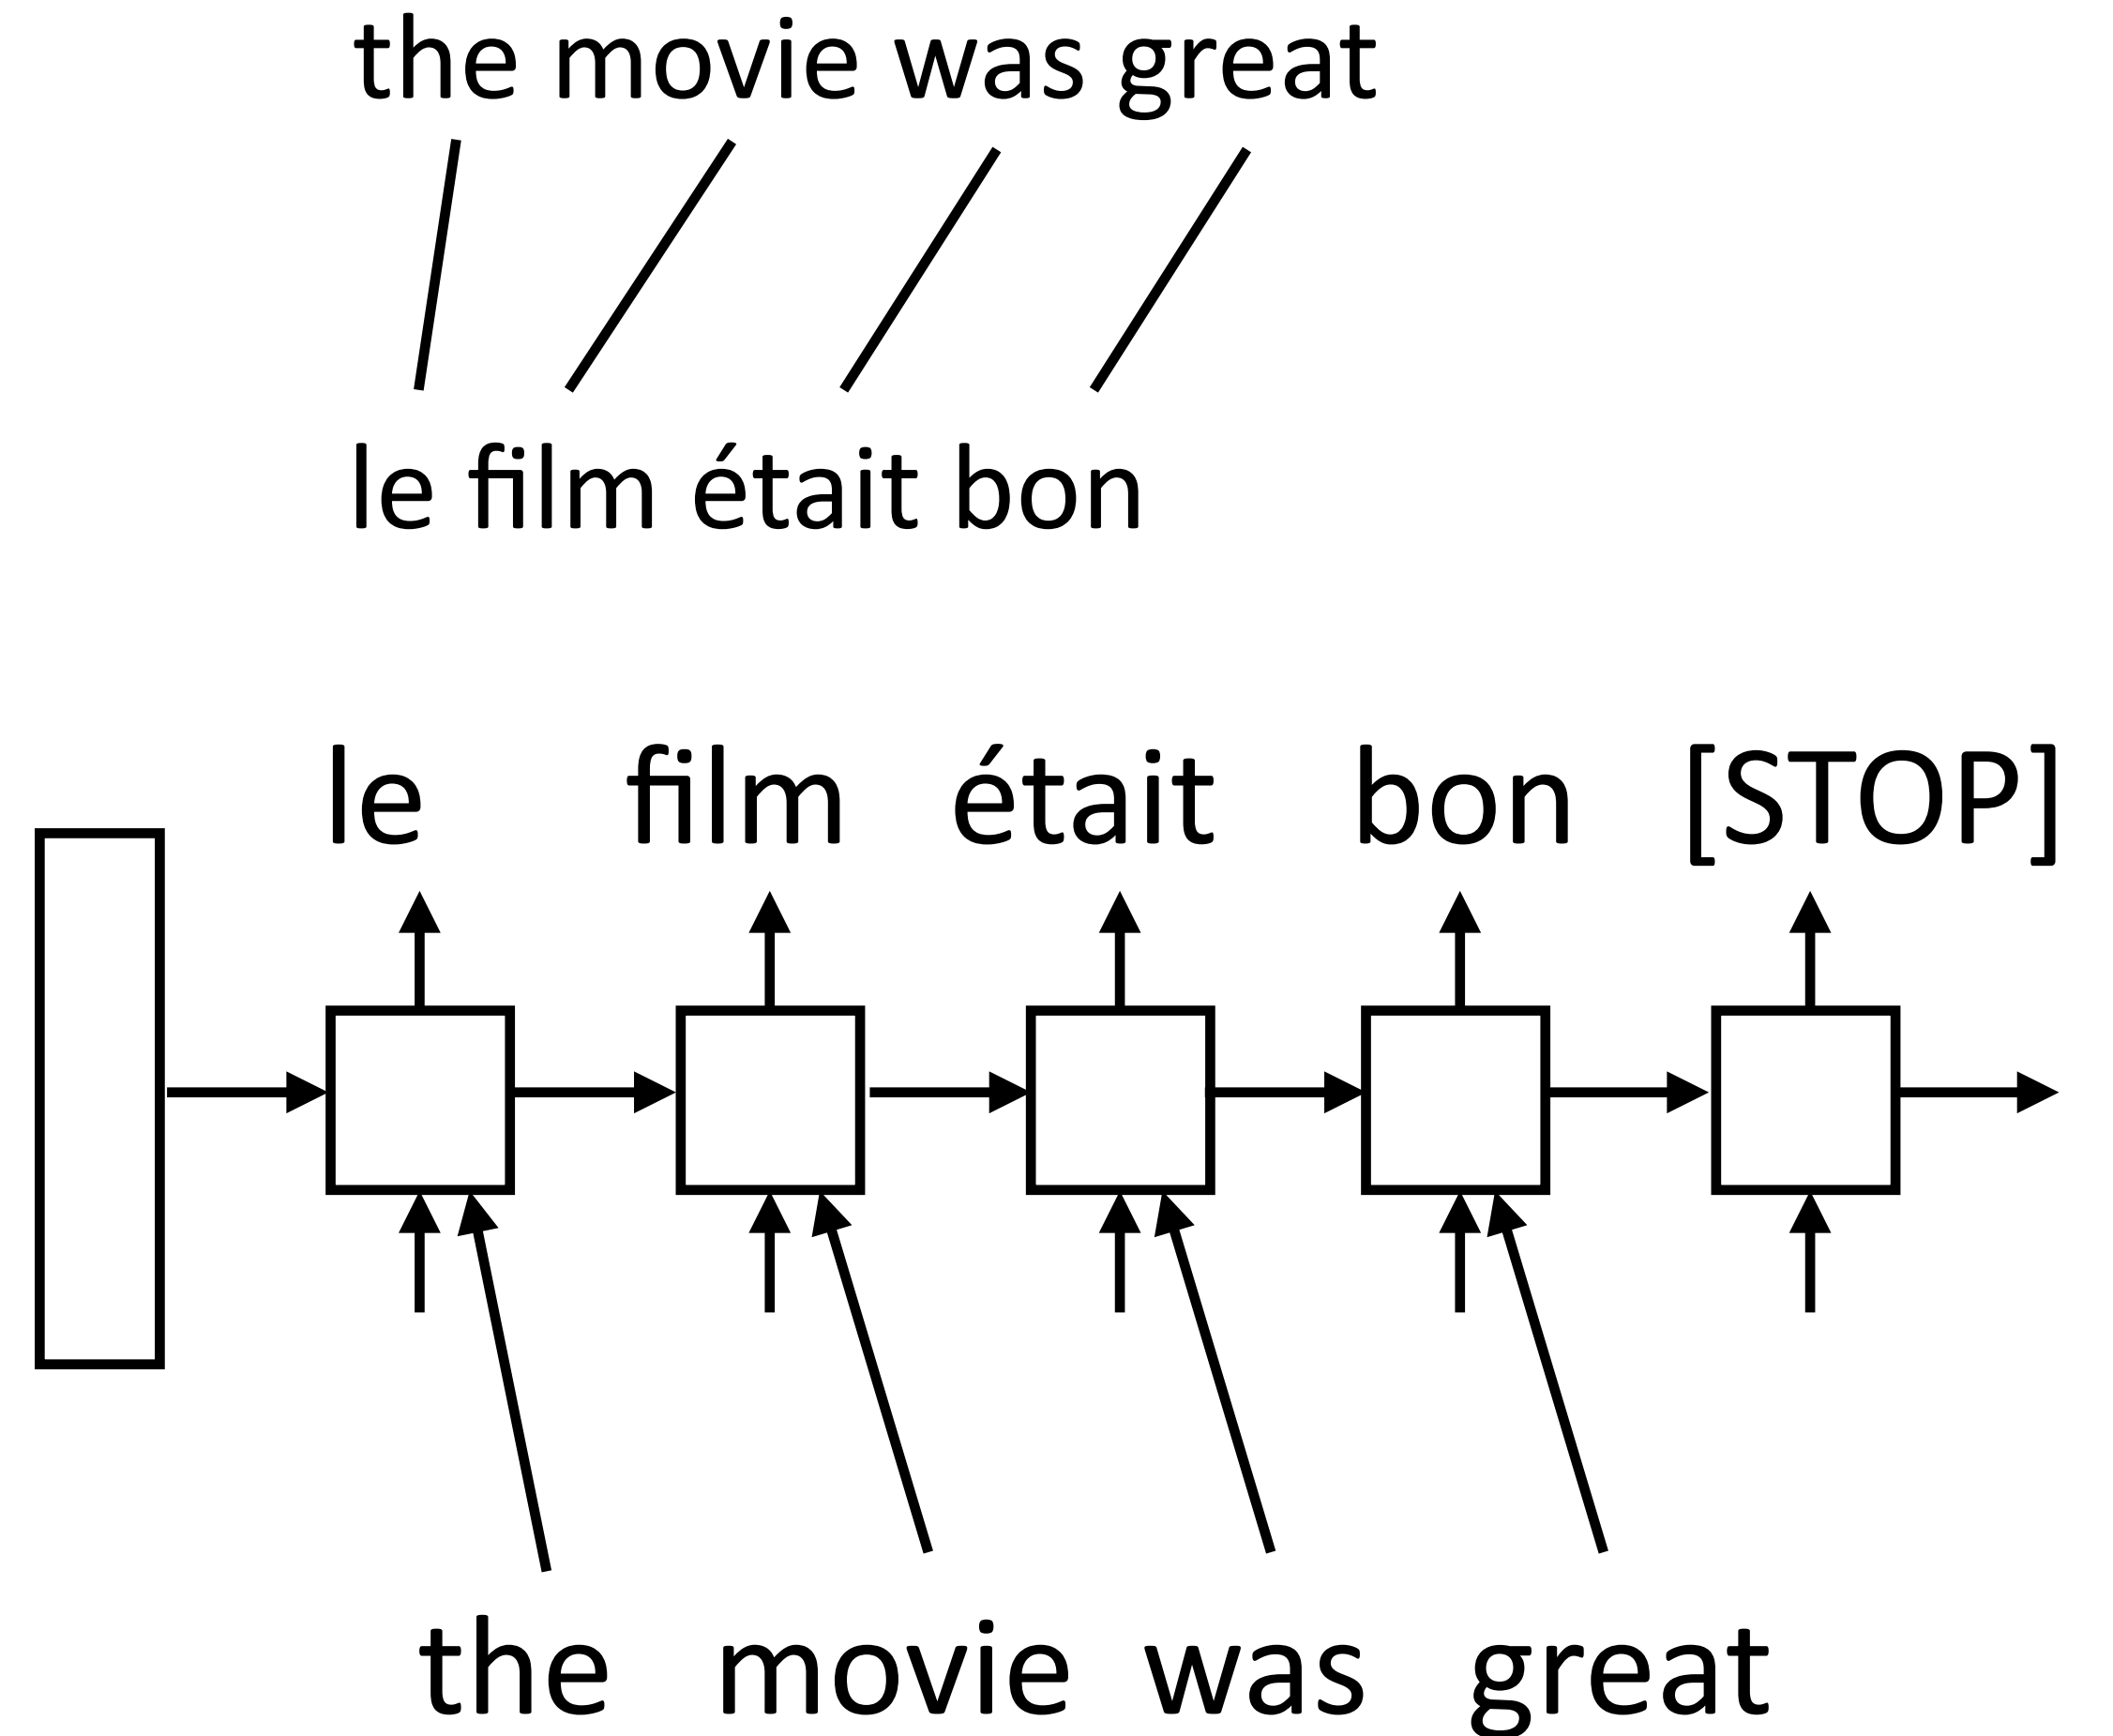 the movie was great
le film était bon
le film était bon [STOP]
the movie was great